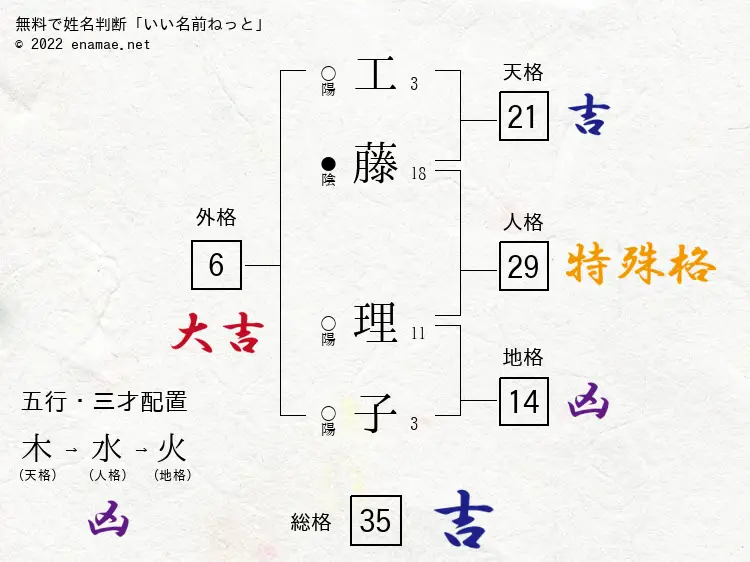 無料で姓名判断「いい名前ねっと」
© 2022 enamae.net
○
陽
工
3
天格
21
吉
●
陰
藤
18
外格
6
大吉
人格
29
特殊格
○
陽
理
11
地格
14
凶
○
陽
子
3
五行・三才配置
木→水→火
(天格) (人格) (地格)
凶
総格
35
吉